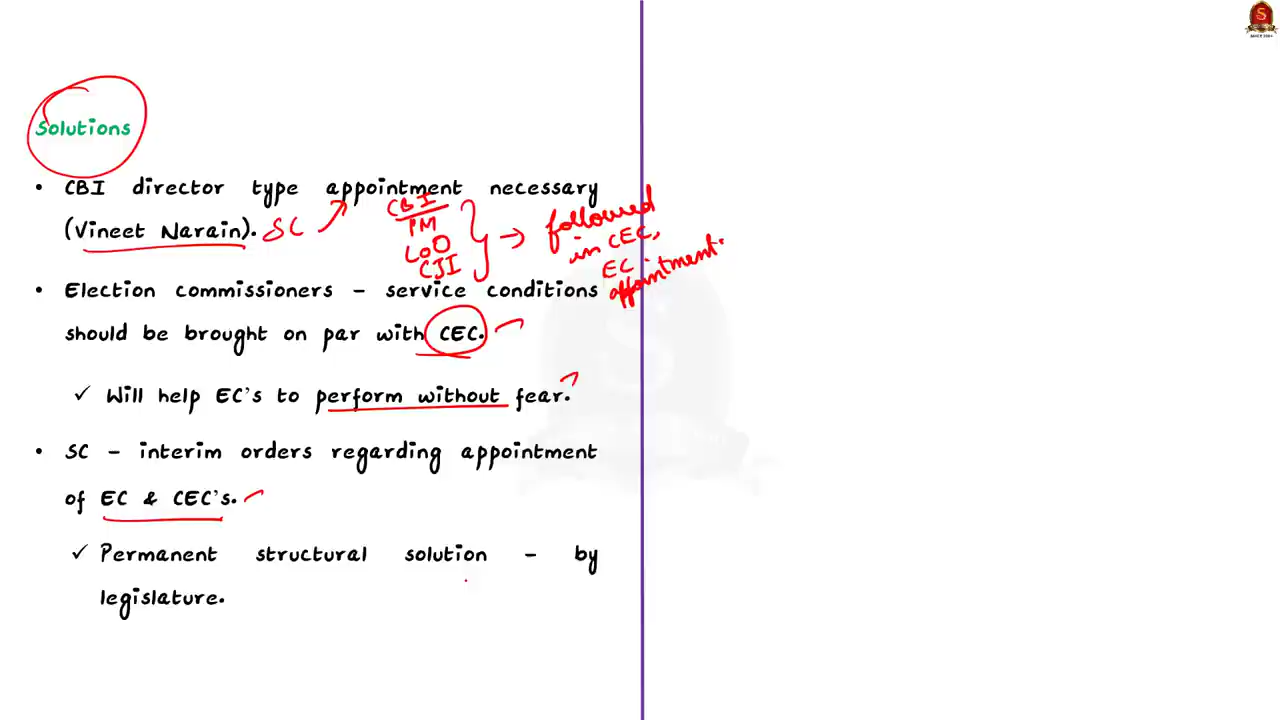 Solutions
• CBI director type appointment necessary
(Vineet Narain). SC
CBI
PM
LoO
CJI
followed
in CEC,
EC
appointment.
• Election commissioners - service conditions
should be brought on par with CEC.
✓ Will help EC's to perform without fear.
• SC - interim orders regarding appointment
of EC & CEC's.
✓ Permanent structural solution - by
legislature.